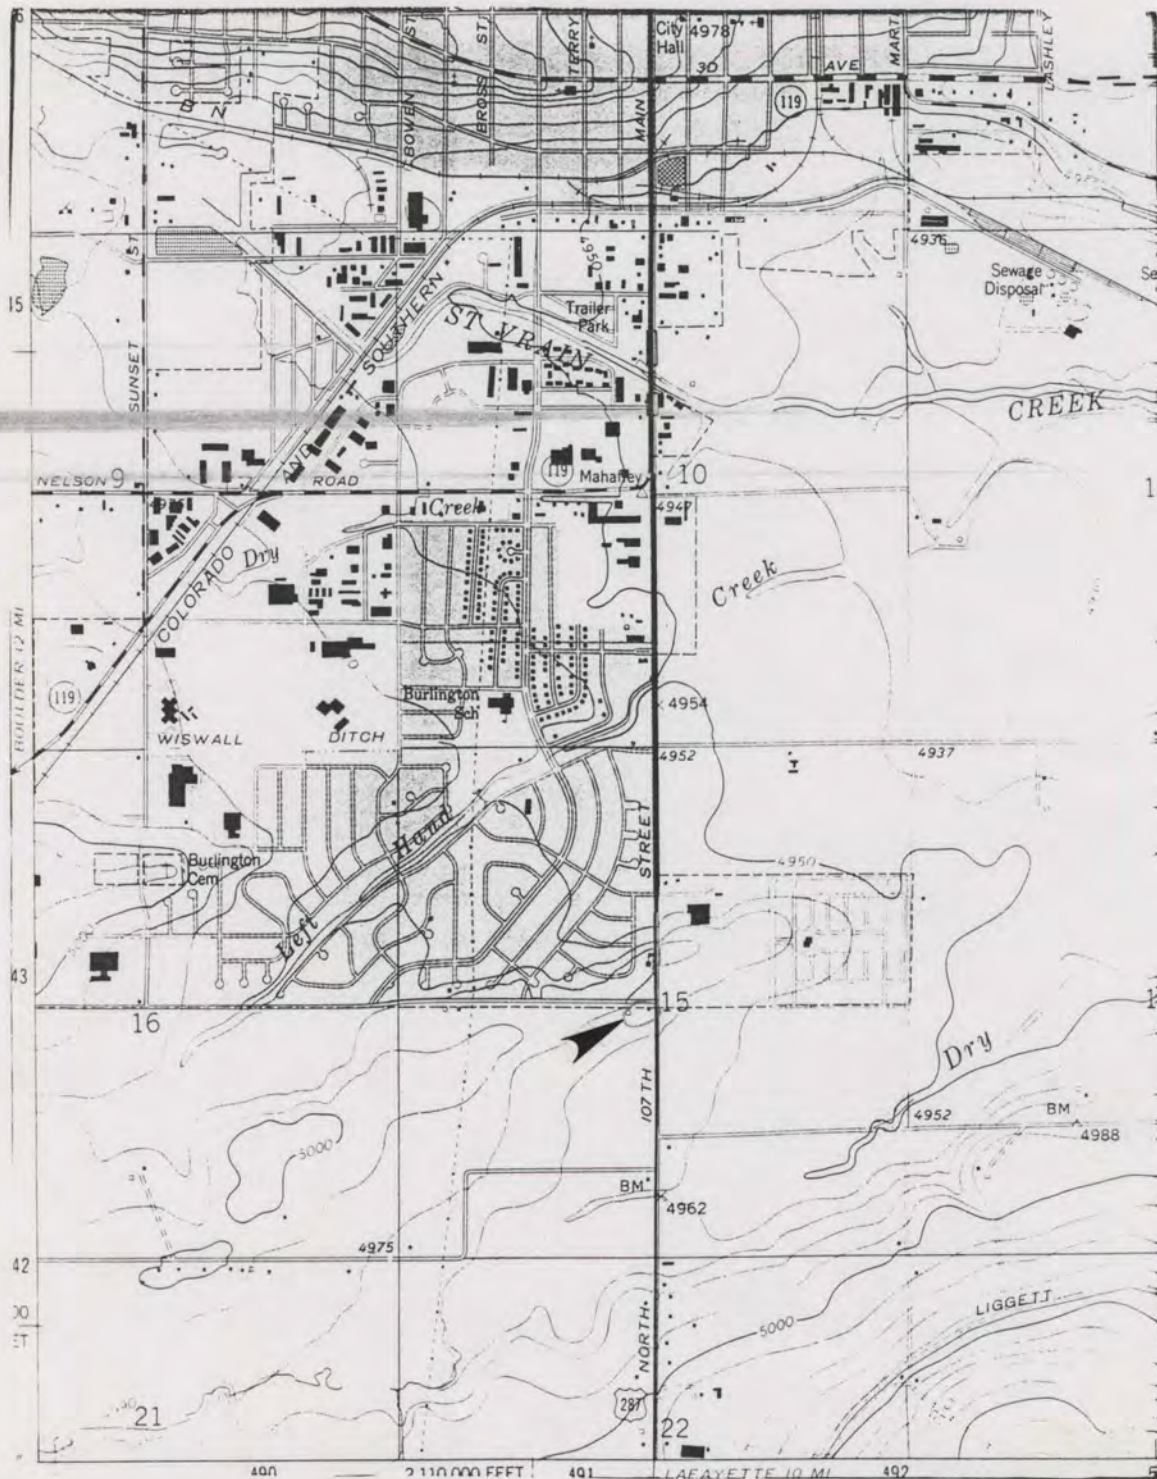 City
Hall
4978
30
AVE
119
B N
BOWEN
ST
BROSS
ST
TERRY
MAIN
MART
LASHLEY
4936
Sewage
Disposal
Se
45
SUNSET
ST
SOUTHERN
AND
COLORADO
4950
Trailer
Park
ST VRAIN
CREEK
NELSON
9
ROAD
119
Mahaffey
10
4947
Creek
Dry
Creek
BOULDER 12 MI
119
Burlington
Sch
4954
WISWALL
DITCH
4952
4937
STREET
Left
Hand
Burlington
Cem
4950
5000
43
16
15
Dry
107TH
4952
BM
4988
5000
BM
4962
4975
42
NORTH
5000
LIGGETT
287
21
22
490
2 110 000 FEET
491
LAFAYETTE 10 MI
492